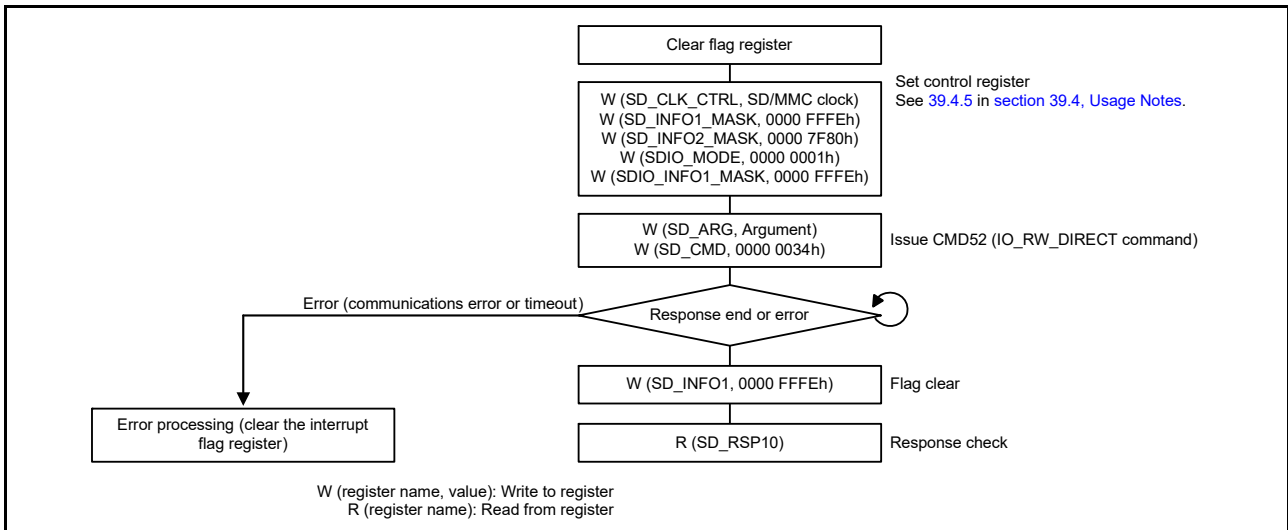 Clear flag register
Set control register
See 39.4.5 in section 39.4, Usage Notes.
W (SD_CLK_CTRL, SD/MMC clock)
W (SD_INFO1_MASK, 0000 FFFEh)
W (SD_INFO2_MASK, 0000 7F80h)
W (SDIO_MODE, 0000 0001h)
W (SDIO_INFO1_MASK, 0000 FFFEh)
W (SD_ARG, Argument)
W (SD_CMD, 0000 0034h)
Issue CMD52 (IO_RW_DIRECT command)
Error (communications error or timeout)
Response end or error
W (SD_INFO1, 0000 FFFEh)
Flag clear
Error processing (clear the interrupt
flag register)
R (SD_RSP10)
Response check
W (register name, value): Write to register
R (register name): Read from register